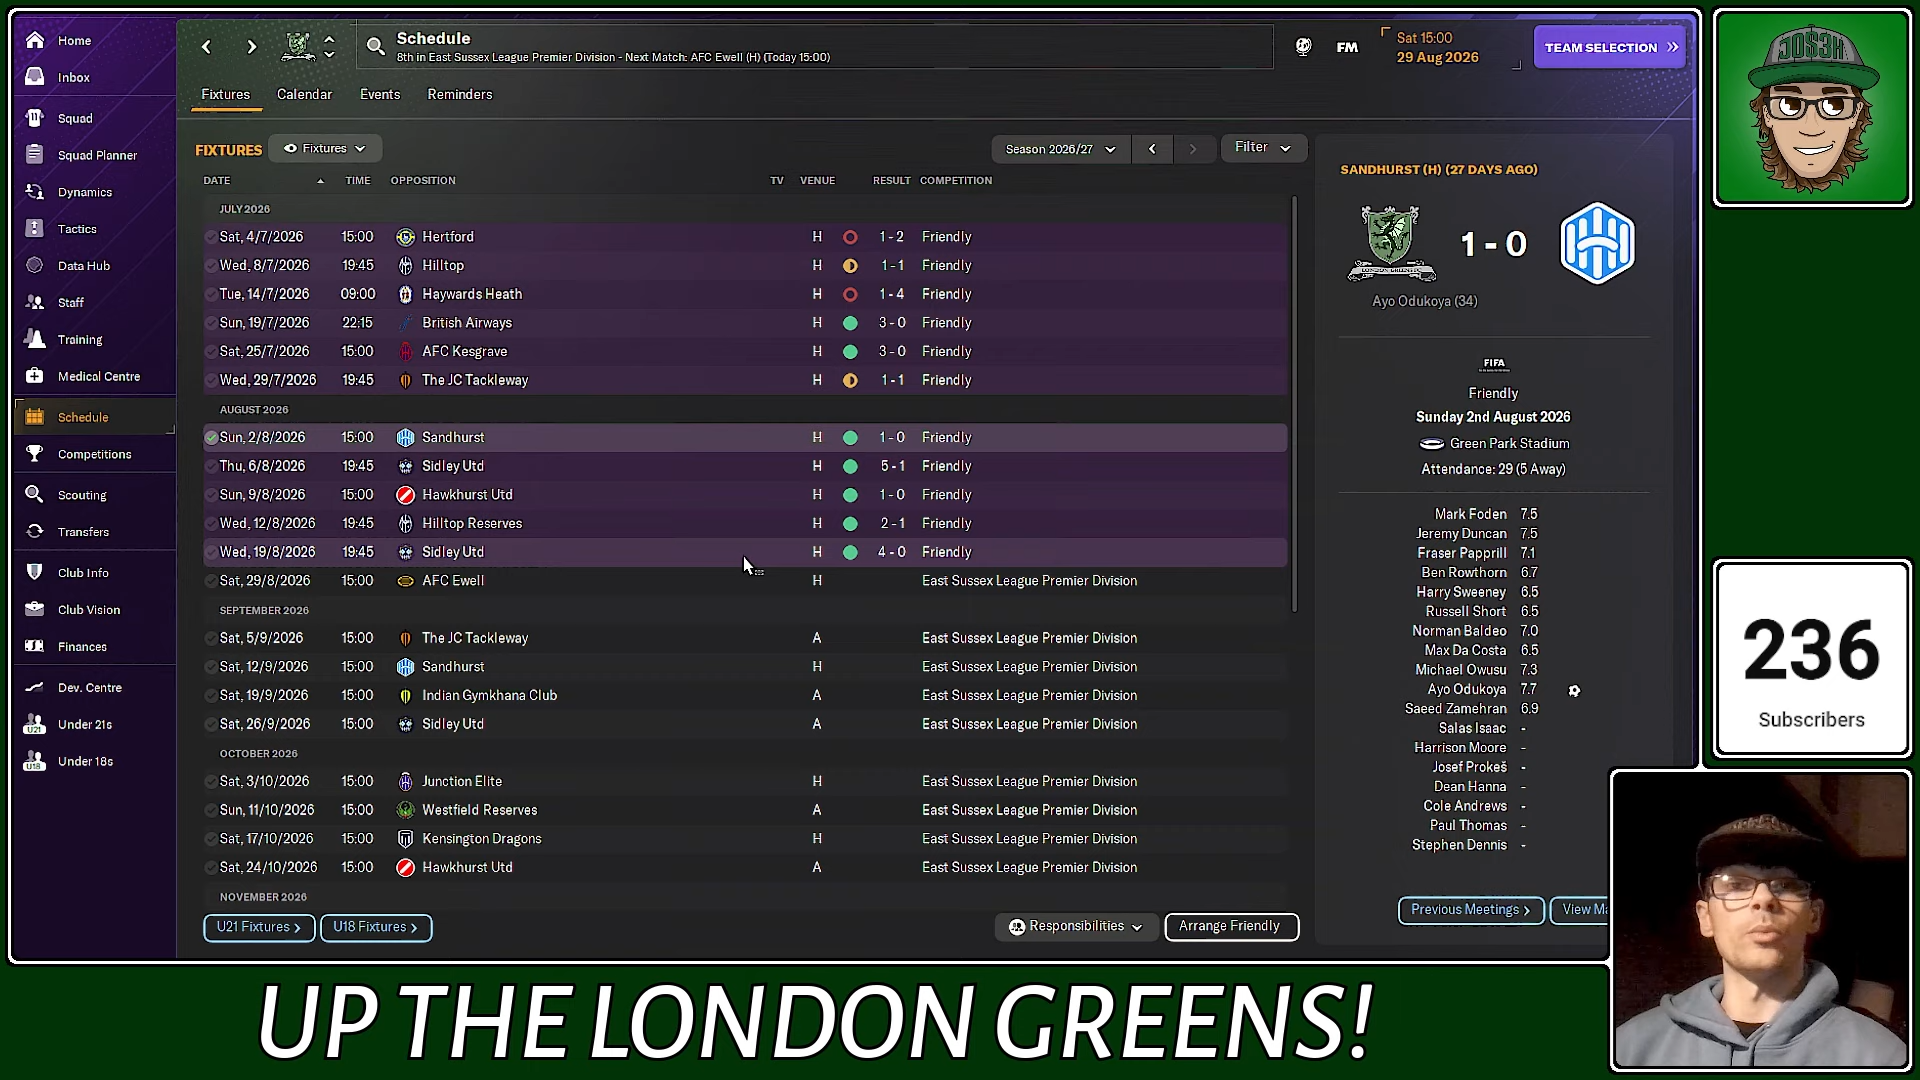 Home
Inbox
Squad
Squad Planner
Dynamics
Tactics
Data Hub
Staff
Training
Medical Centre
Schedule
Competitions
Scouting
Transfers
Club Info
Club Vision
Finances
Dev. Centre
U21 Under 21s
U18 Under 18s
Schedule
8th in East Sussex League Premier Division - Next Match: AFC Ewell (H) (Today 15:00)
FM
Sat 15:00
29 Aug 2026
TEAM SELECTION
Fixtures Calendar Events Reminders
FIXTURES Fixtures Season 2026/27 Filter
DATE TIME OPPOSITION TV VENUE RESULT COMPETITION
JULY 2026
Sat, 4/7/2026 15:00 Hertford H 1 - 2 Friendly
Wed, 8/7/2026 19:45 Hilltop H 1 - 1 Friendly
Tue, 14/7/2026 09:00 Haywards Heath H 1 - 4 Friendly
Sun, 19/7/2026 22:15 British Airways H 3 - 0 Friendly
Sat, 25/7/2026 15:00 AFC Kesgrave H 3 - 0 Friendly
Wed, 29/7/2026 19:45 The JC Tackleway H 1 - 1 Friendly
AUGUST 2026
Sun, 2/8/2026 15:00 Sandhurst H 1 - 0 Friendly
Thu, 6/8/2026 19:45 Sidley Utd H 5 - 1 Friendly
Sun, 9/8/2026 15:00 Hawkhurst Utd H 1 - 0 Friendly
Wed, 12/8/2026 19:45 Hilltop Reserves H 2 - 1 Friendly
Wed, 19/8/2026 19:45 Sidley Utd H 4 - 0 Friendly
Sat, 29/8/2026 15:00 AFC Ewell H East Sussex League Premier Division
SEPTEMBER 2026
Sat, 5/9/2026 15:00 The JC Tackleway A East Sussex League Premier Division
Sat, 12/9/2026 15:00 Sandhurst H East Sussex League Premier Division
Sat, 19/9/2026 15:00 Indian Gymkhana Club A East Sussex League Premier Division
Sat, 26/9/2026 15:00 Sidley Utd A East Sussex League Premier Division
OCTOBER 2026
Sat, 3/10/2026 15:00 Junction Elite H East Sussex League Premier Division
Sun, 11/10/2026 15:00 Westfield Reserves A East Sussex League Premier Division
Sat, 17/10/2026 15:00 Kensington Dragons H East Sussex League Premier Division
Sat, 24/10/2026 15:00 Hawkhurst Utd A East Sussex League Premier Division
NOVEMBER 2026
U21 Fixtures U18 Fixtures Responsibilities Arrange Friendly
SANDHURST (H) (27 DAYS AGO)
LONDON GREENS FC
1 - 0
Ayo Odukoya (34)
FIFA
Friendly
Sunday 2nd August 2026
Green Park Stadium
Attendance: 29 (5 Away)
Mark Foden 7.5
Jeremy Duncan 7.5
Fraser Papprill 7.1
Ben Rowthorn 6.7
Harry Sweeney 6.5
Russell Short 6.5
Norman Baldeo 7.0
Max Da Costa 6.5
Michael Owusu 7.3
Ayo Odukoya 7.7
Saeed Zamehran 6.9
Salas Isaac -
Harrison Moore -
Josef Prokeš -
Dean Hanna -
Cole Andrews -
Paul Thomas -
Stephen Dennis -
Previous Meetings View Ma
JOS3H
236
Subscribers
UP THE LONDON GREENS!